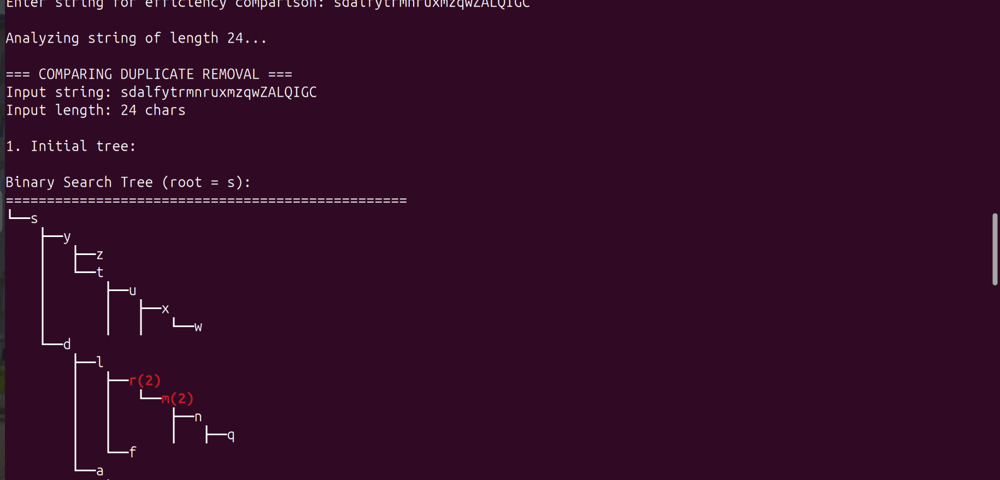 Enter string for efficiency comparison: sdalfytrmnruxmzqwZALQIGC
Analyzing string of length 24...
=== COMPARING DUPLICATE REMOVAL ===
Input string: sdalfytrmnruxmzqwZALQIGC
Input length: 24 chars
1. Initial tree:
Binary Search Tree (root = s):
=================================================
└──s
    ├──y
    │   ├──z
    │   └──t
    │       ├──u
    │       │   ├──x
    │       │   │   └──w
    └──d
        ├──l
        │   ├──r(2)
        │   │   └──m(2)
        │   │       ├──n
        │   │       │   ├──q
        │   └──f
        └──a